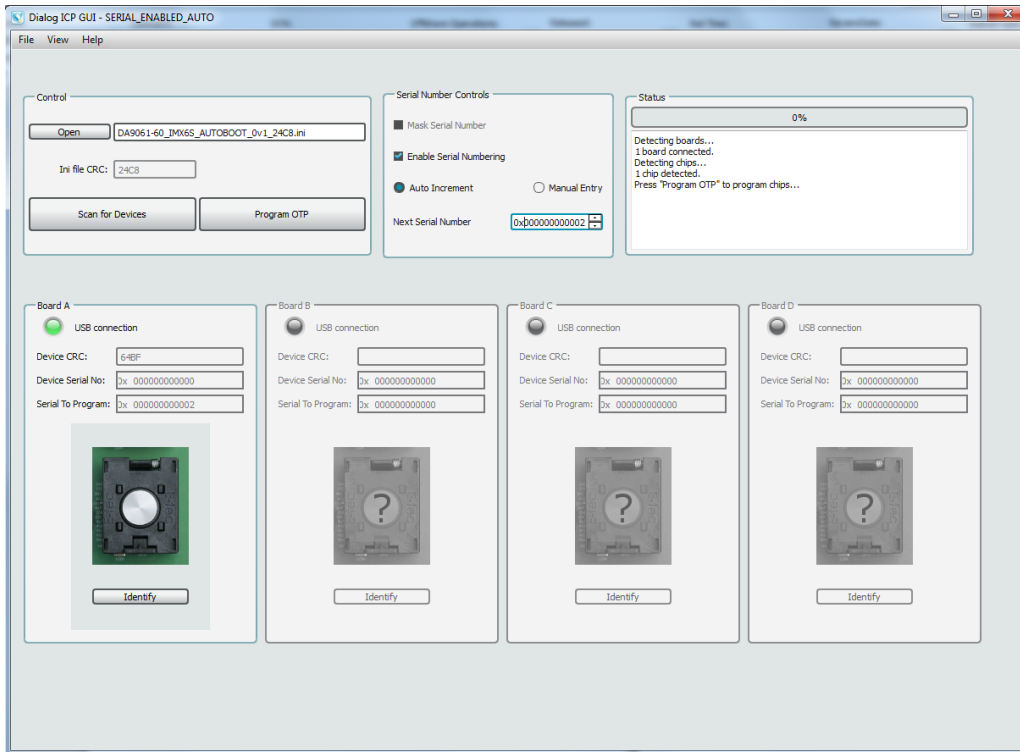 Dialog ICP GUI - SERIAL_ENABLED_AUTO
File View Help
Control
Open DA9061-60_IMX6S_AUTOBOOT_0v1_24C8.ini
Ini file CRC: 24C8
Scan for Devices Program OTP
Serial Number Controls
Mask Serial Number
Enable Serial Numbering
Auto Increment Manual Entry
Next Serial Number 0x000000000002
Status
0%
Detecting boards...
1 board connected.
Detecting chips...
1 chip detected.
Press "Program OTP" to program chips...
Board A
USB connection
Device CRC: 64BF
Device Serial No: 0x 000000000000
Serial To Program: 0x 000000000002
Identify
Board B
USB connection
Device CRC:
Device Serial No: 0x 000000000000
Serial To Program: 0x 000000000000
?
Identify
Board C
USB connection
Device CRC:
Device Serial No: 0x 000000000000
Serial To Program: 0x 000000000000
?
Identify
Board D
USB connection
Device CRC:
Device Serial No: 0x 000000000000
Serial To Program: 0x 000000000000
?
Identify